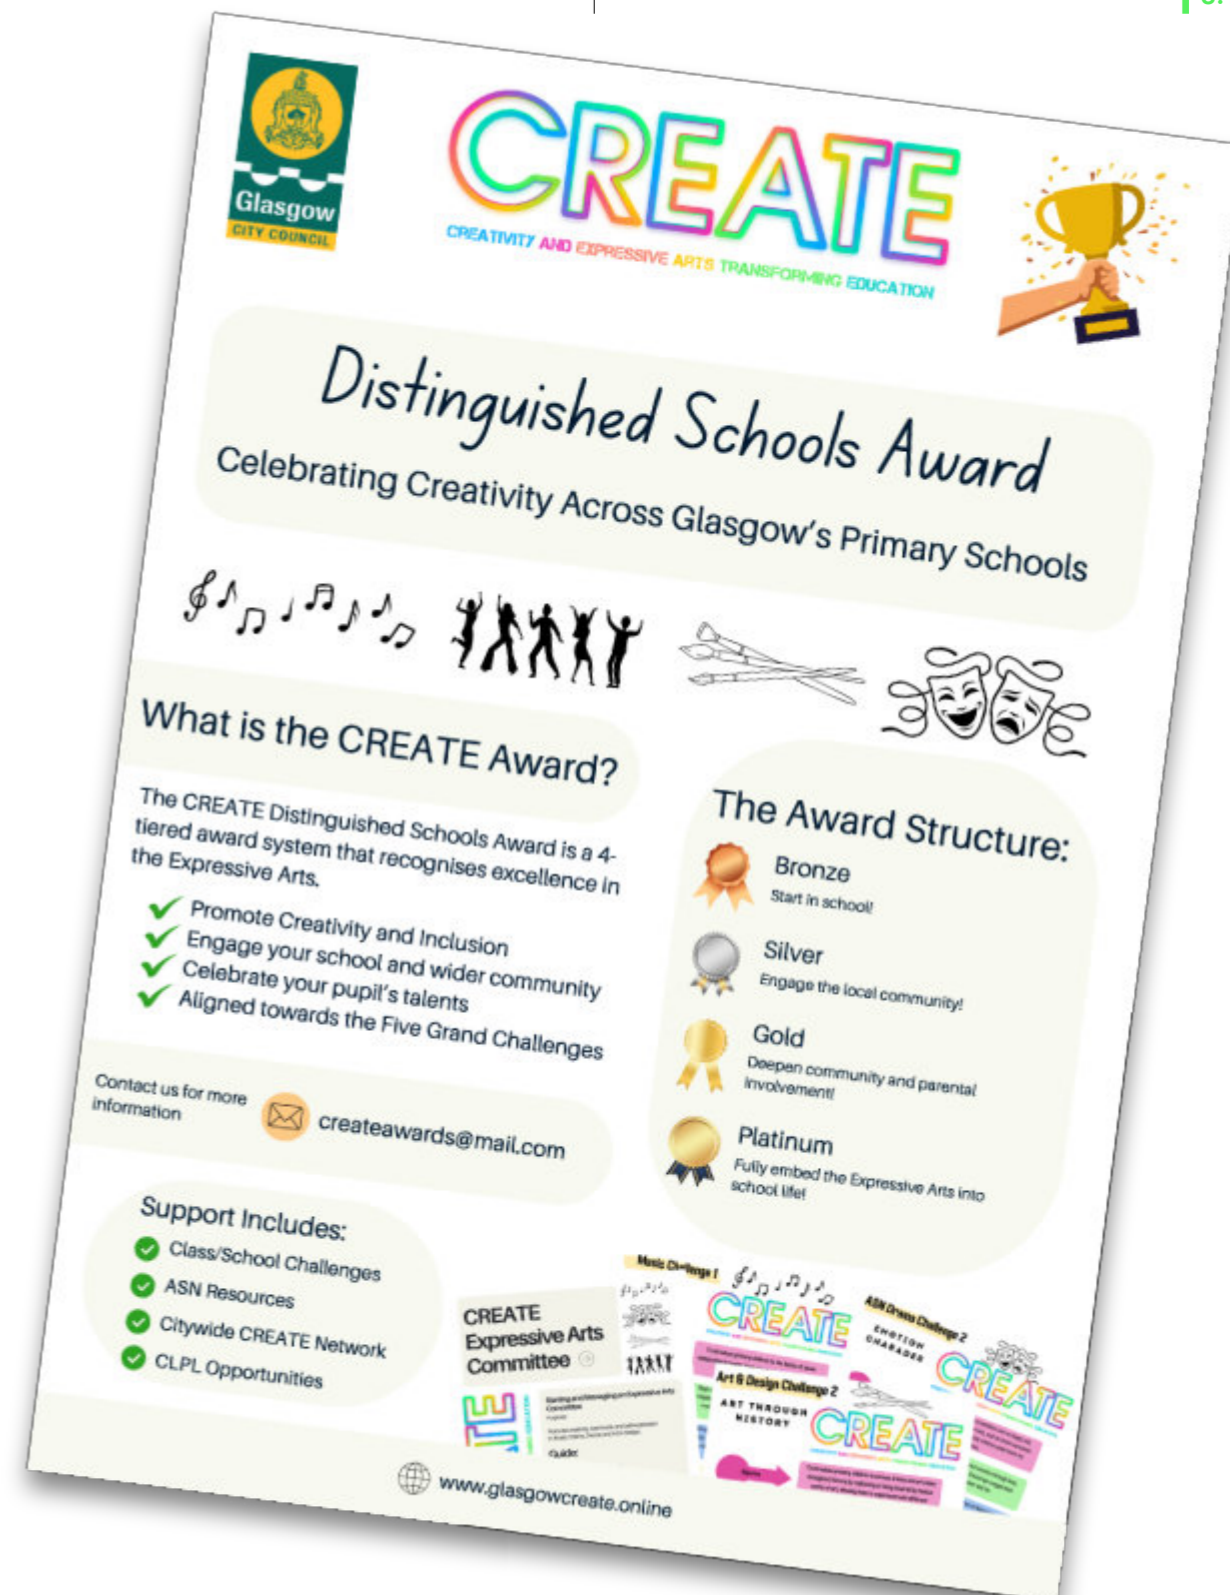 Glasgow
CITY COUNCIL
CREATE
CREATIVITY AND EXPRESSIVE ARTS TRANSFORMING EDUCATION
Distinguished Schools Award
Celebrating Creativity Across Glasgow's Primary Schools
What is the CREATE Award?
The CREATE Distinguished Schools Award is a 4-
tiered award system that recognises excellence in
the Expressive Arts.
Promote Creativity and Inclusion
Engage your school and wider community
Celebrate your pupil's talents
Aligned towards the Five Grand Challenges
Contact us for more
information
createawards@mail.com
The Award Structure:
Bronze
Start in school!
Silver
Engage the local community!
Gold
Deepen community and parental
involvement!
Platinum
Fully embed the Expressive Arts into
school life!
Support Includes:
Class/School Challenges
ASN Resources
Citywide CREATE Network
CLPL Opportunities
CREATE
Expressive Arts
Committee
Guide:
Music Challenge 1
CREATE
Art & Design Challenge 2
ART THROUGH
HISTORY
CREATE
ASN Drama Challenge 2
EMOTION
CHARADES
CREATE
www.glasgowcreate.online